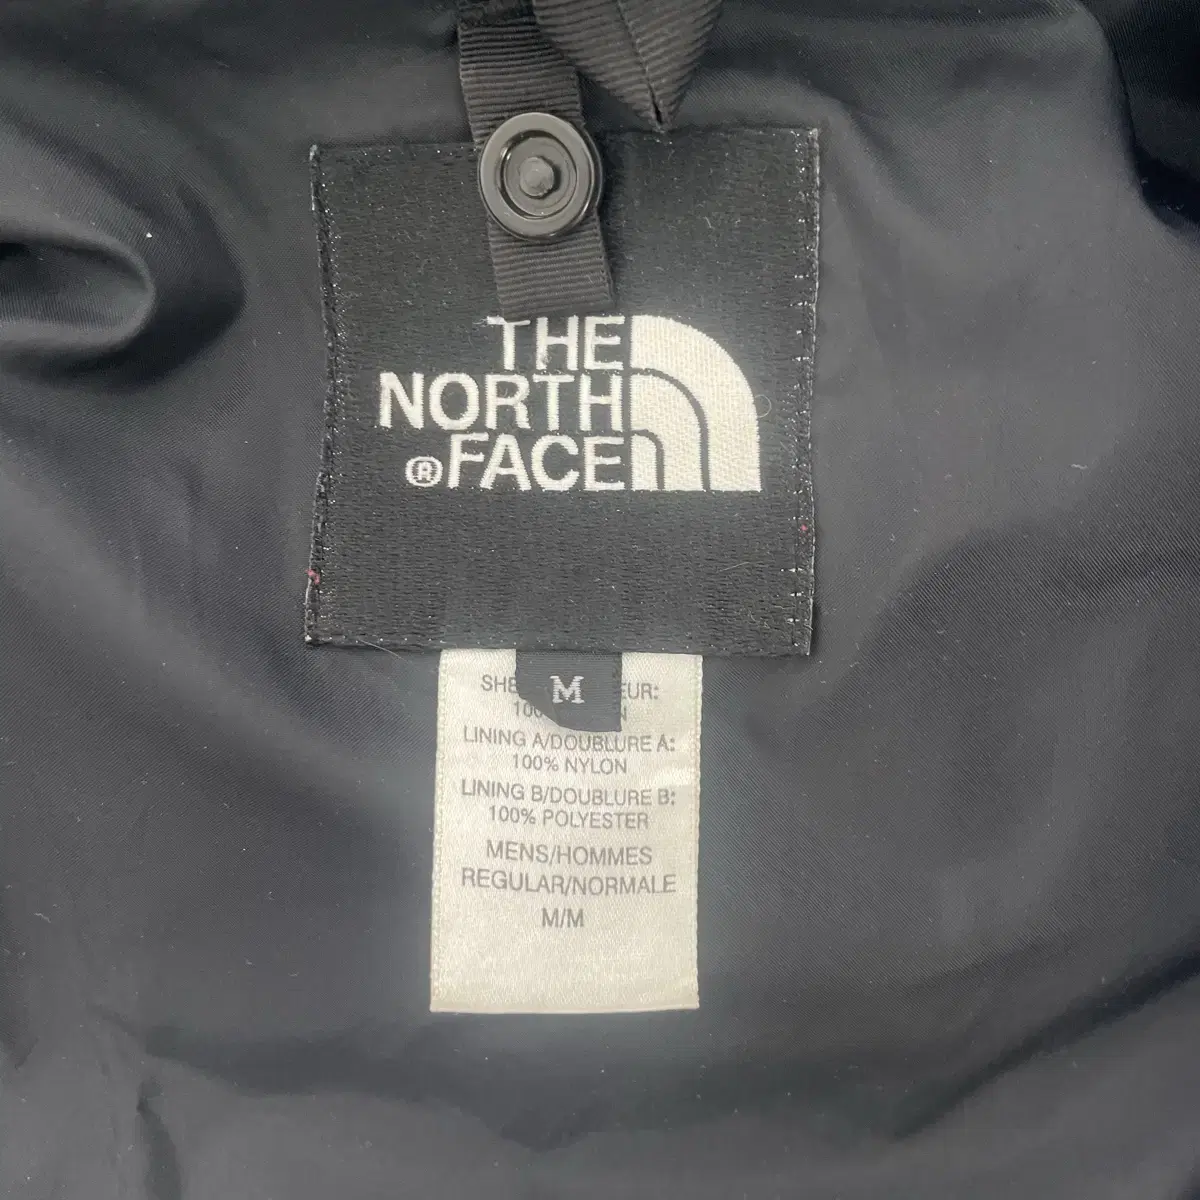 THE
NORTH
®FACE
M
LINING A/DOUBLURE A:
100% NYLON
LINING B/DOUBLURE B:
100% POLYESTER
MENS/HOMMES
REGULAR/NORMALE
M/M